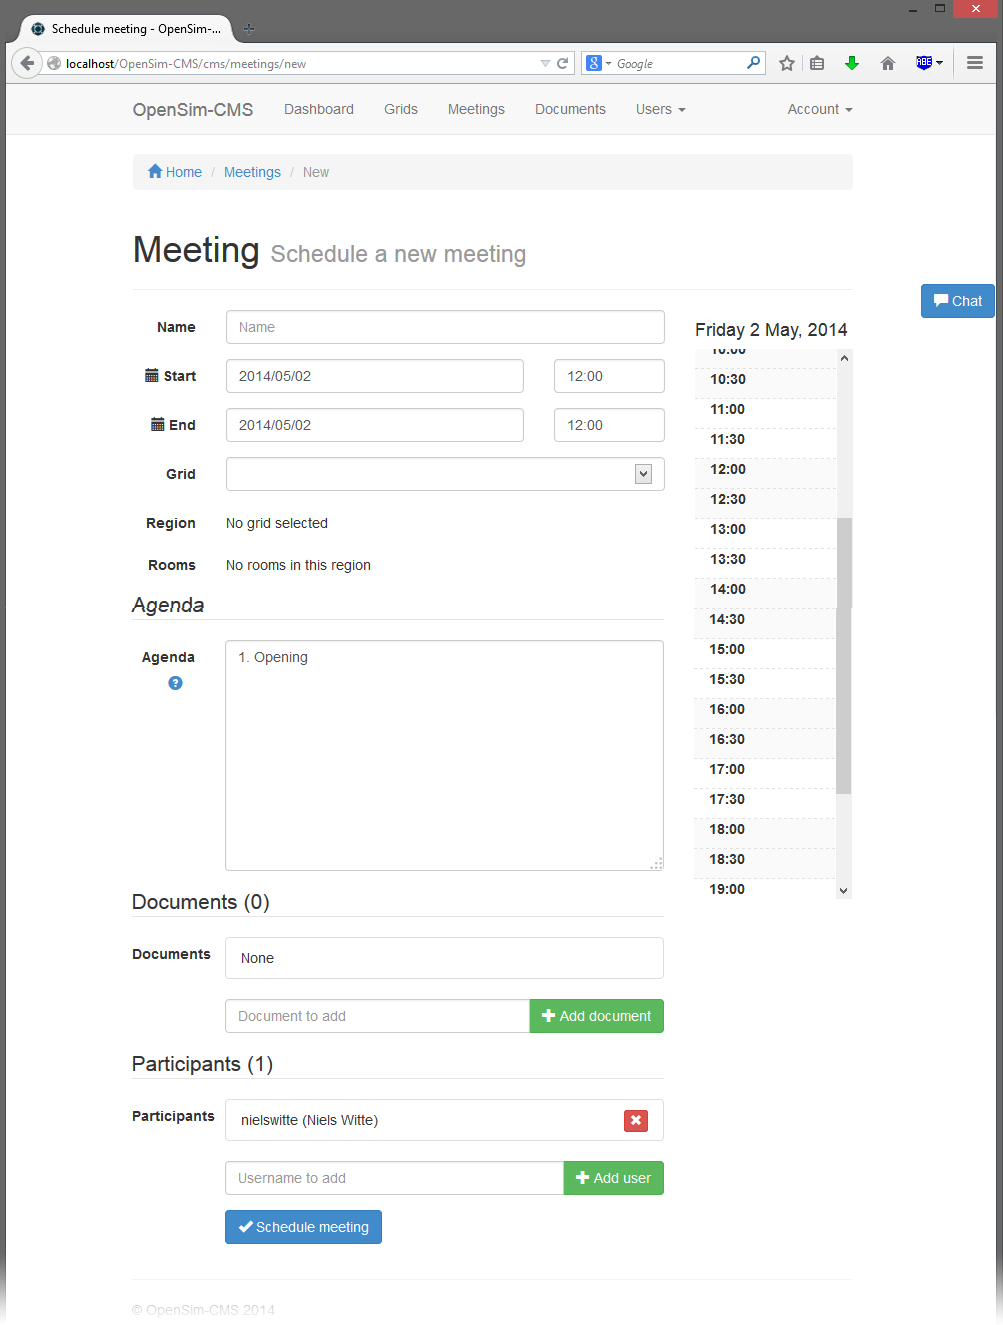 Schedule meeting - OpenSim-...
localhost/OpenSim-CMS/cms/meetings/new
8 Google
ABE
OpenSim-CMS Dashboard Grids Meetings Documents Users Account
Home / Meetings / New
Meeting Schedule a new meeting
Chat
Name Name
Start 2014/05/02 12:00
End 2014/05/02 12:00
Grid
Region No grid selected
Rooms No rooms in this region
Agenda
Agenda 1. Opening
?
Documents (0)
Documents None
Document to add Add document
Participants (1)
Participants nielswitte (Niels Witte)
Username to add Add user
Schedule meeting
Friday 2 May, 2014
10:00
10:30
11:00
11:30
12:00
12:30
13:00
13:30
14:00
14:30
15:00
15:30
16:00
16:30
17:00
17:30
18:00
18:30
19:00
© OpenSim-CMS 2014